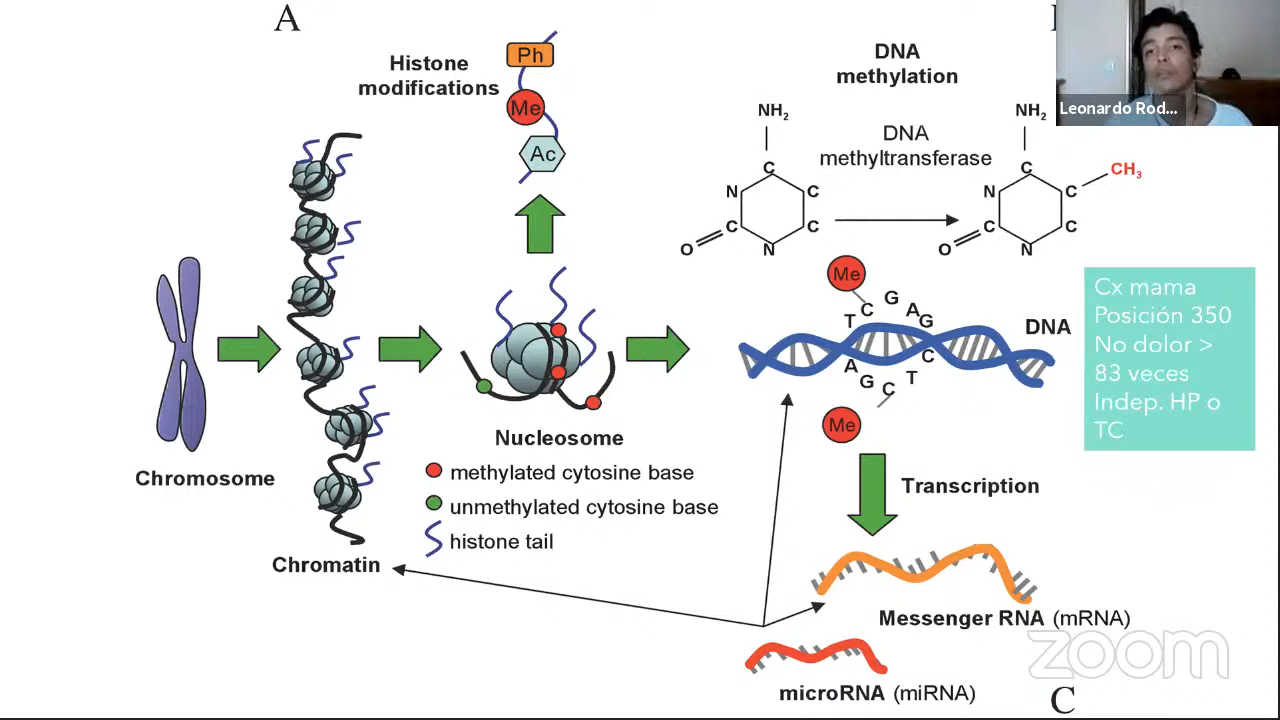 A
Histone
modifications
Ph
Me
Ac
DNA
methylation
Leonardo Rod...
NH2
DNA
methyltransferase
NH2
C
N
C
C
C
N
O
C
N
C
CH3
C
C
N
O
Me
T
C
G
A
G
DNA
A
G
C
T
C
Me
Cx mama
Posición 350
No dolor >
83 veces
Indep. HP o
TC
Chromosome
Nucleosome
methylated cytosine base
unmethylated cytosine base
histone tail
Chromatin
Transcription
Messenger RNA (mRNA)
microRNA (miRNA)
zoom
C